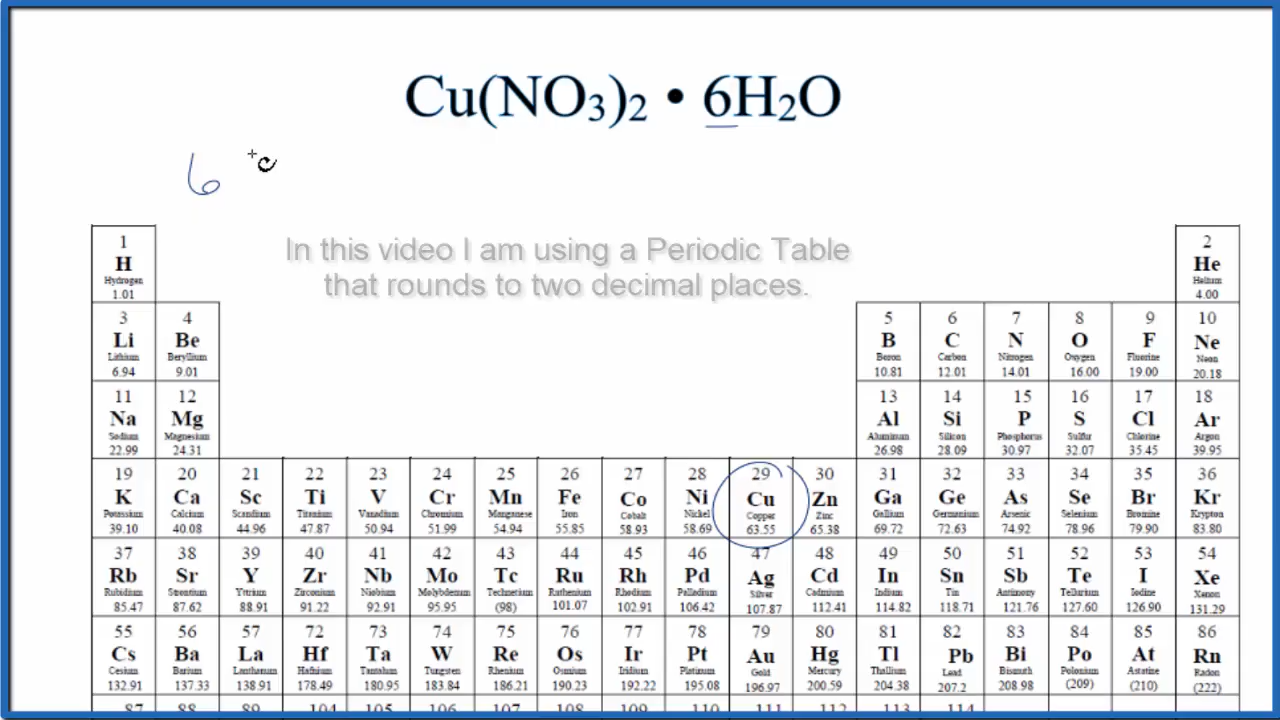 Cu(NO3)2 • 6H2O
6
In this video I am using a Periodic Table
that rounds to two decimal places.
1 2
H He
Hydrogen Helium
1.01 4.00
3 4 5 6 7 8 9 10
Li Be B C N O F Ne
Lithium Beryllium Boron Carbon Nitrogen Oxygen Fluorine Neon
6.94 9.01 10.81 12.01 14.01 16.00 19.00 20.18
11 12 13 14 15 16 17 18
Na Mg Al Si P S Cl Ar
Sodium Magnesium Aluminum Silicon Phosphorus Sulfur Chlorine Argon
22.99 24.31 26.98 28.09 30.97 32.07 35.45 39.95
19 20 21 22 23 24 25 26 27 28 29 30 31 32 33 34 35 36
K Ca Sc Ti V Cr Mn Fe Co Ni Cu Zn Ga Ge As Se Br Kr
Potassium Calcium Scandium Titanium Vanadium Chromium Manganese Iron Cobalt Nickel Copper Zinc Gallium Germanium Arsenic Selenium Bromine Krypton
39.10 40.08 44.96 47.87 50.94 51.99 54.94 55.85 58.93 58.69 63.55 65.38 69.72 72.63 74.92 78.96 79.90 83.80
37 38 39 40 41 42 43 44 45 46 47 48 49 50 51 52 53 54
Rb Sr Y Zr Nb Mo Tc Ru Rh Pd Ag Cd In Sn Sb Te I Xe
Rubidium Strontium Yttrium Zirconium Niobium Molybdenum Technetium Ruthenium Rhodium Palladium Silver Cadmium Indium Tin Antimony Tellurium Iodine Xenon
85.47 87.62 88.91 91.22 92.91 95.95 (98) 101.07 102.91 106.42 107.87 112.41 114.82 118.71 121.76 127.60 126.90 131.29
55 56 57 72 73 74 75 76 77 78 79 80 81 82 83 84 85 86
Cs Ba La Hf Ta W Re Os Ir Pt Au Hg Tl Pb Bi Po At Rn
Cesium Barium Lanthanum Hafnium Tantalum Tungsten Rhenium Osmium Iridium Platinum Gold Mercury Thallium Lead Bismuth Polonium Astatine Radon
132.91 137.33 138.91 178.49 180.95 183.84 186.21 190.23 192.22 195.08 196.97 200.59 204.38 207.2 208.98 (209) (210) (222)
87 88 89 104 105 106 107 108 109 110 111 112 113 114